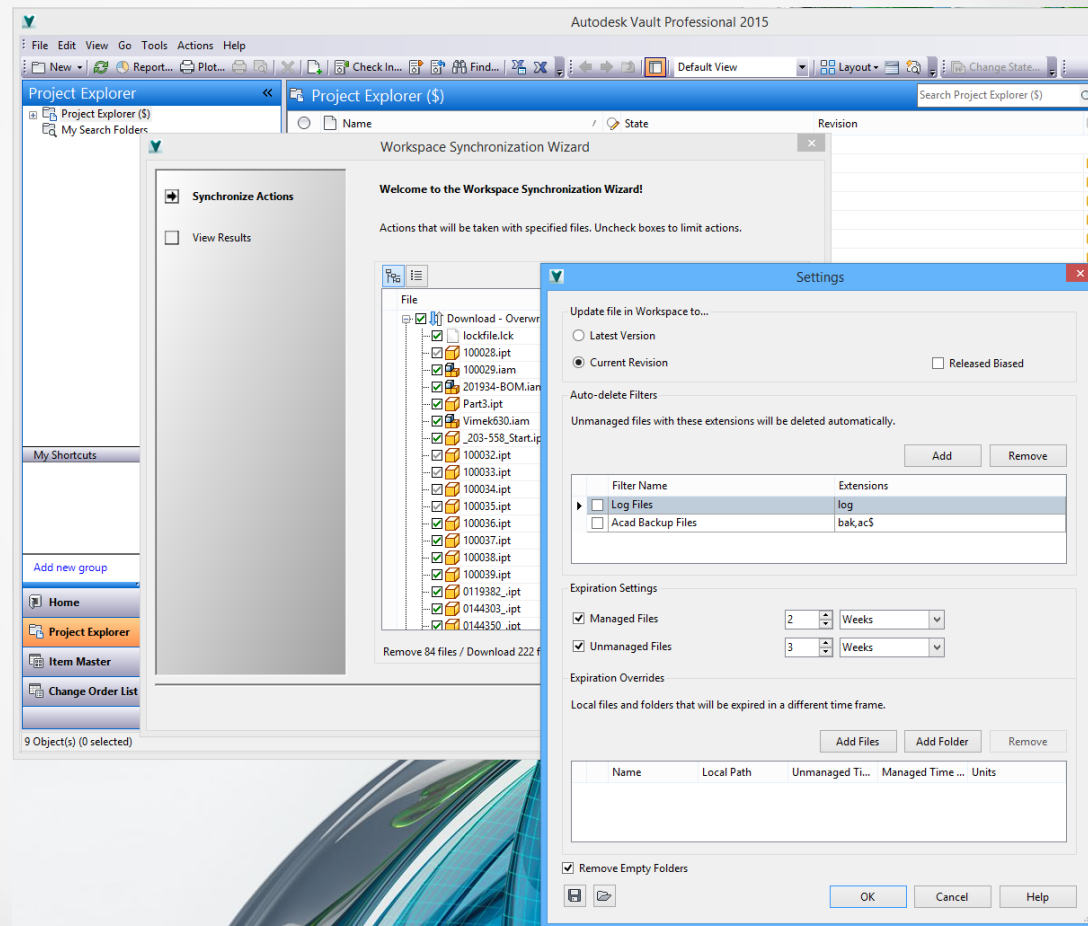 Autodesk Vault Professional 2015
File Edit View Go Tools Actions Help
New Report... Plot... Check In... Find... Default View Layout Change State...
Project Explorer « Project Explorer ($) Search Project Explorer ($)
Project Explorer ($)
My Search Folders
Name / State Revision
Workspace Synchronization Wizard
Synchronize Actions
View Results
Welcome to the Workspace Synchronization Wizard!
Actions that will be taken with specified files. Uncheck boxes to limit actions.
File
Download - Overwr
lockfile.lck
100028.ipt
100029.iam
201934-BOM.iam
Part3.ipt
Vimek630.iam
_203-558_Start.ip
100032.ipt
100033.ipt
100034.ipt
100035.ipt
100036.ipt
100037.ipt
100038.ipt
100039.ipt
0119382_.ipt
0144303_.ipt
0144350_.ipt
Remove 84 files / Download 222 f
My Shortcuts
Add new group
Home
Project Explorer
Item Master
Change Order List
9 Object(s) (0 selected)
Settings
Update file in Workspace to...
Latest Version
Current Revision Released Biased
Auto-delete Filters
Unmanaged files with these extensions will be deleted automatically.
Add Remove
Filter Name Extensions
Log Files log
Acad Backup Files bak,ac$
Expiration Settings
Managed Files 2 Weeks
Unmanaged Files 3 Weeks
Expiration Overrides
Local files and folders that will be expired in a different time frame.
Add Files Add Folder Remove
Name Local Path Unmanaged Ti... Managed Time ... Units
Remove Empty Folders
OK Cancel Help